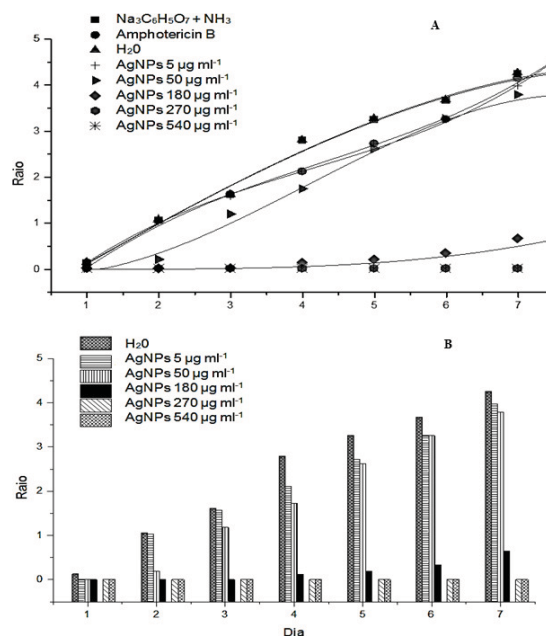 A
Na₃C₆H₅O₇ + NH₃
Amphotericin B
H₂0
AgNPs 5 µg ml⁻¹
AgNPs 50 µg ml⁻¹
AgNPs 180 µg ml⁻¹
AgNPs 270 µg ml⁻¹
AgNPs 540 µg ml⁻¹
Raio
5
4
3
2
1
0
1 2 3 4 5 6 7
B
H₂0
AgNPs 5 µg ml⁻¹
AgNPs 50 µg ml⁻¹
AgNPs 180 µg ml⁻¹
AgNPs 270 µg ml⁻¹
AgNPs 540 µg ml⁻¹
Raio
5
4
3
2
1
0
1 2 3 4 5 6 7
Dia